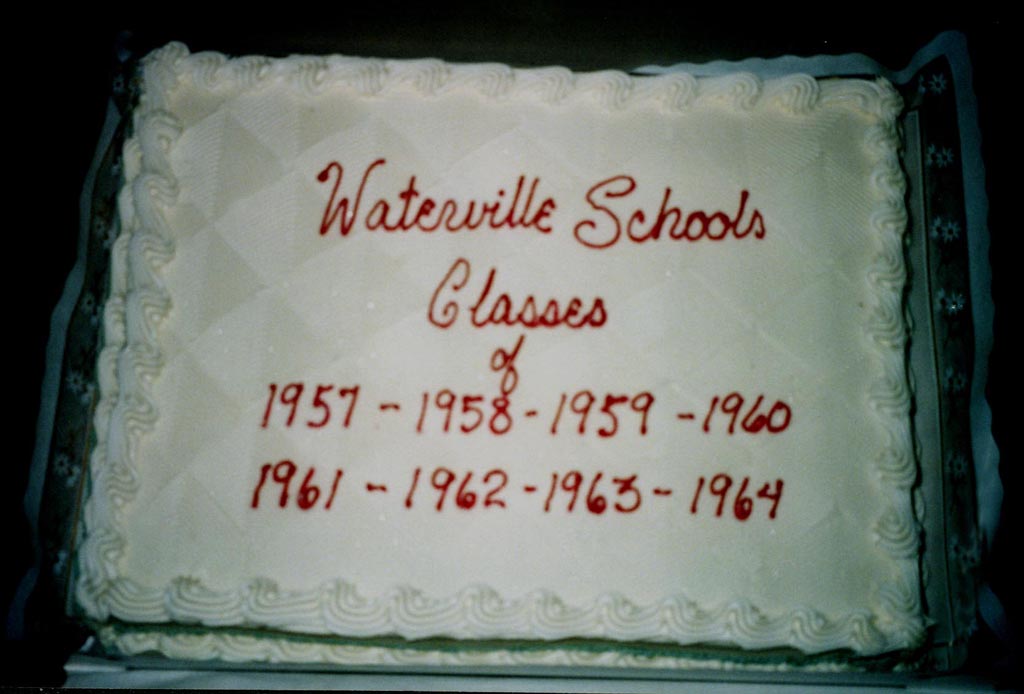 Waterville Schools
Classes
of
1957 - 1958 - 1959 - 1960
1961 - 1962 - 1963 - 1964